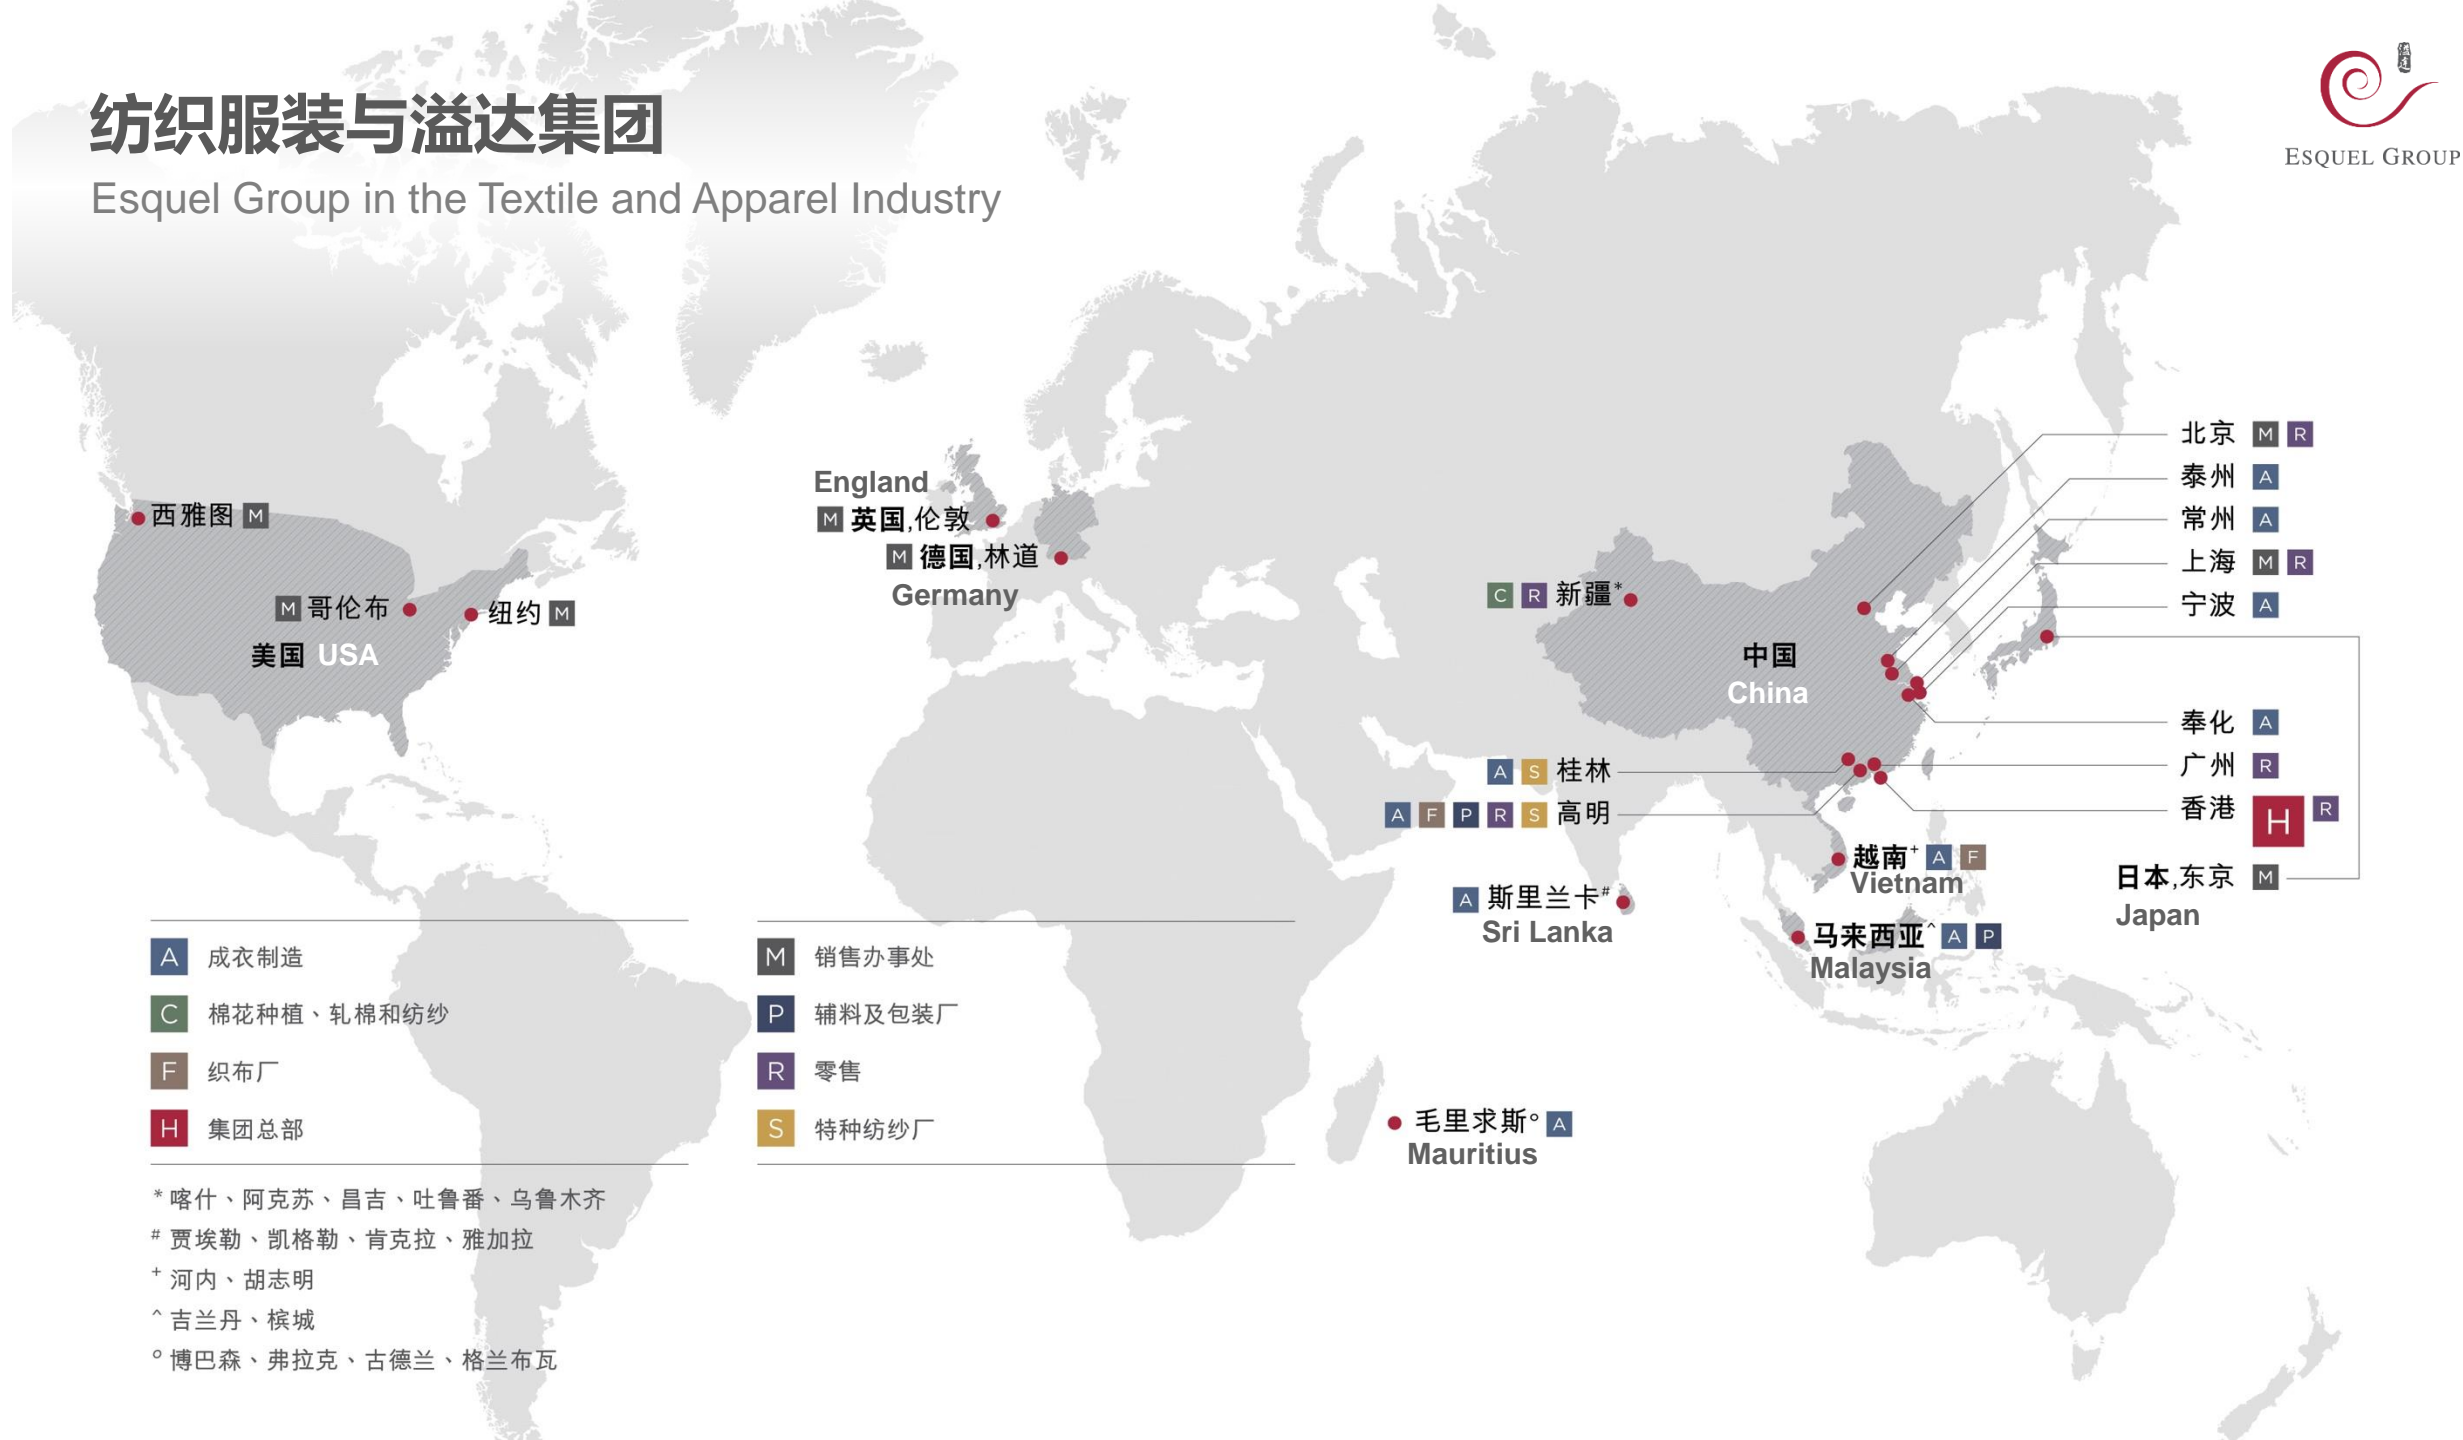 纺织服装与溢达集团
Esquel Group in the Textile and Apparel Industry
ESQUEL GROUP
西雅图 M
M 哥伦布
纽约 M
美国 USA
England
M 英国,伦敦
M 德国,林道
Germany
C R 新疆*
中国
China
北京 M R
泰州 A
常州 A
上海 M R
宁波 A
奉化 A
广州 R
香港 H R
日本,东京 M
Japan
A S 桂林
A F P R S 高明
越南+ A F
Vietnam
A 斯里兰卡#
Sri Lanka
马来西亚^ A P
Malaysia
毛里求斯° A
Mauritius
A 成衣制造
C 棉花种植、轧棉和纺纱
F 织布厂
H 集团总部
M 销售办事处
P 辅料及包装厂
R 零售
S 特种纺纱厂
* 喀什、阿克苏、昌吉、吐鲁番、乌鲁木齐
# 贾埃勒、凯格勒、肯克拉、雅加拉
+ 河内、胡志明
^ 吉兰丹、槟城
° 博巴森、弗拉克、古德兰、格兰布瓦